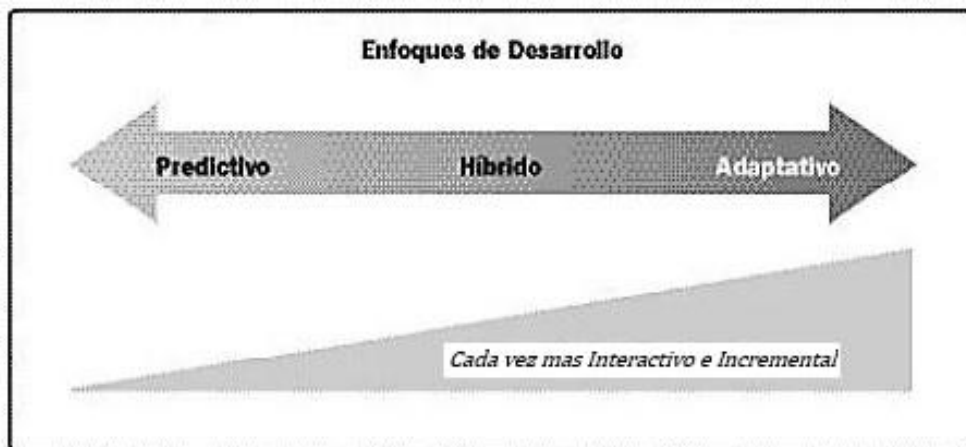 Enfoques de Desarrollo
Predictivo Híbrido Adaptativo
Cada vez mas Interactivo e Incremental